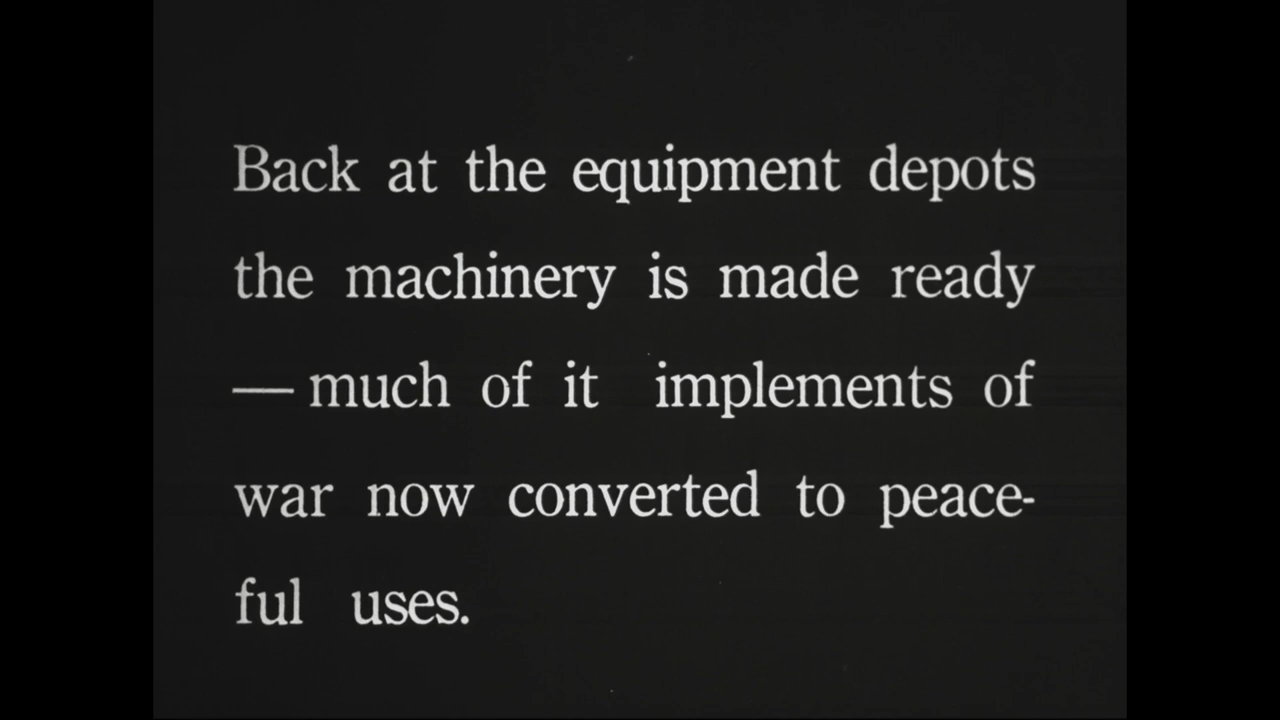 Back at the equipment depots
the machinery is made ready
— much of it implements of
war now converted to peace-
ful uses.